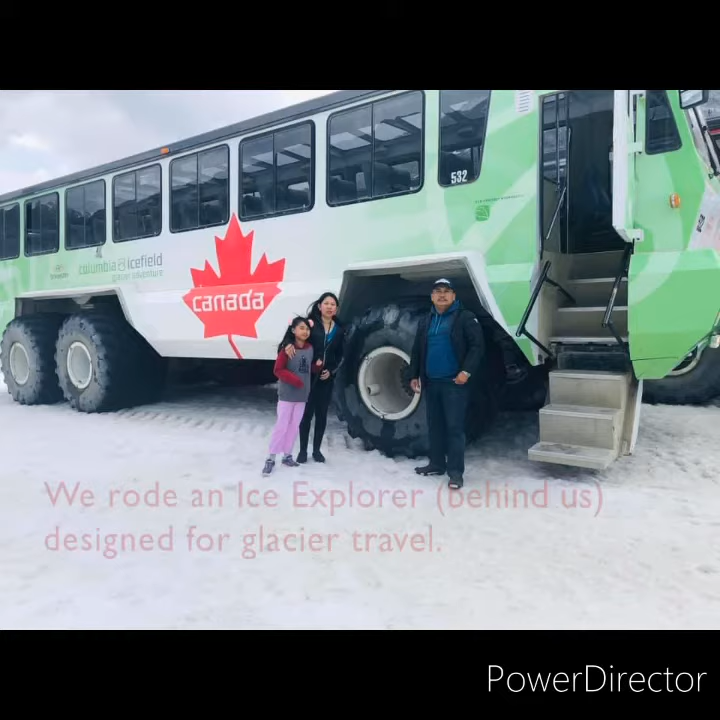 532
columbia icefield
glacier adventure
canada
We rode an Ice Explorer (behind us)
designed for glacier travel.
PowerDirector